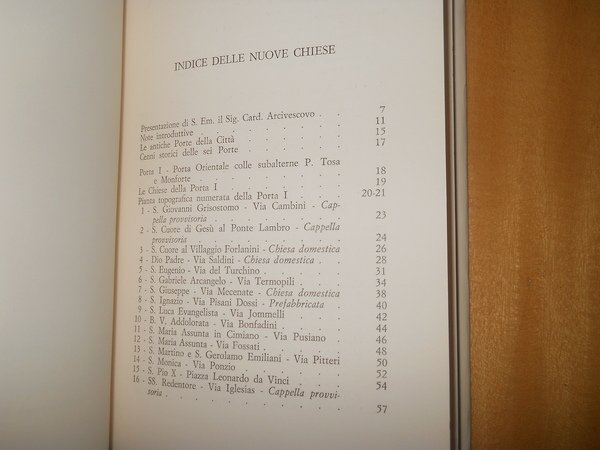 INDICE DELLE NUOVE CHIESE
Presentazione di S. Em. il Sig. Card. Arcivescovo . . 7
Note introduttive . . . . . . . 11
Le antiche Porte della Città . . . . . 15
Cenni storici delle sei Porte . . . . . 17
Porta I - Porta Orientale colle subalterne P. Tosa
e Monforte . . . . . . . 18
Le Chiese della Porta I . . . . . . 19
Pianta topografica numerata della Porta I . . . 20-21
1 - S. Giovanni Grisostomo - Via Cambini - Cap-
pella provvisoria . . . . . . 23
2 - S. Cuore di Gesù al Ponte Lambro - Cappella
provvisoria . . . . . . . 24
3 - S. Cuore al Villaggio Forlanini - Chiesa domestica 26
4 - Dio Padre - Via Saldini - Chiesa domestica . . 28
5 - S. Eugenio - Via del Turchino . . . . 31
6 - S. Gabriele Arcangelo - Via Termopili . . . 34
7 - S. Giuseppe - Via Mecenate - Chiesa domestica 38
8 - S. Ignazio - Via Pisani Dossi - Prefabbricata . 40
9 - S. Luca Evangelista - Via Jommelli . . . 42
10 - B. V. Addolorata - Via Bonfadini . . . 44
11 - S. Maria Assunta in Cimiano - Via Pusiano . 46
12 - S. Maria Assunta - Via Fossati . . . . 48
13 - S. Martino e S. Gerolamo Emiliani - Via Pitteri 50
14 - S. Monica - Via Ponzio . . . . . 52
15 - S. Pio X - Piazza Leonardo da Vinci . . . 54
16 - SS. Redentore - Via Iglesias - Cappella provvi-
soria . . . . . . . . 57